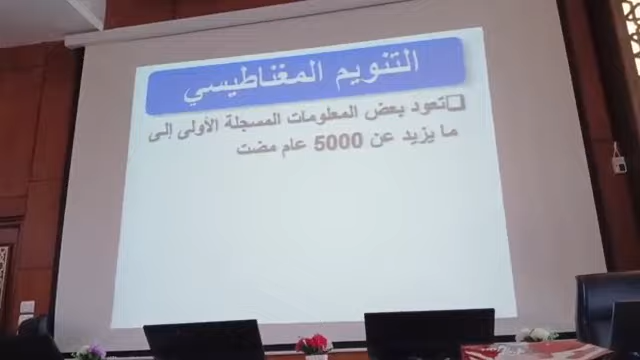 التنويم المغناطيسي
❑تعود بعض المعلومات المسجلة الأولى إلى
ما يزيد عن 5000 عام مضت